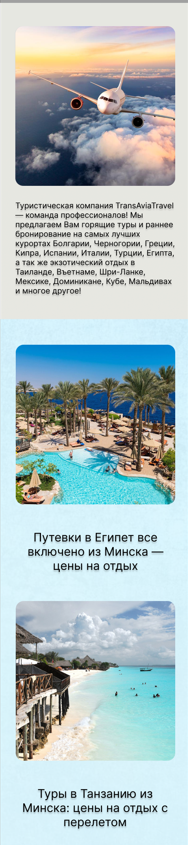 Туристическая компания TransAviaTravel
— команда профессионалов! Мы
предлагаем Вам горящие туры и раннее
бронирование на самых лучших
курортах Болгарии, Черногории, Греции,
Кипра, Испании, Италии, Турции, Египта,
а так же экзотический отдых в
Таиланде, Вьетнаме, Шри-Ланке,
Мексике, Доминикане, Кубе, Мальдивах
и многое другое!
Путевки в Египет все
включено из Минска —
цены на отдых
Туры в Танзанию из
Минска: цены на отдых с
перелетом